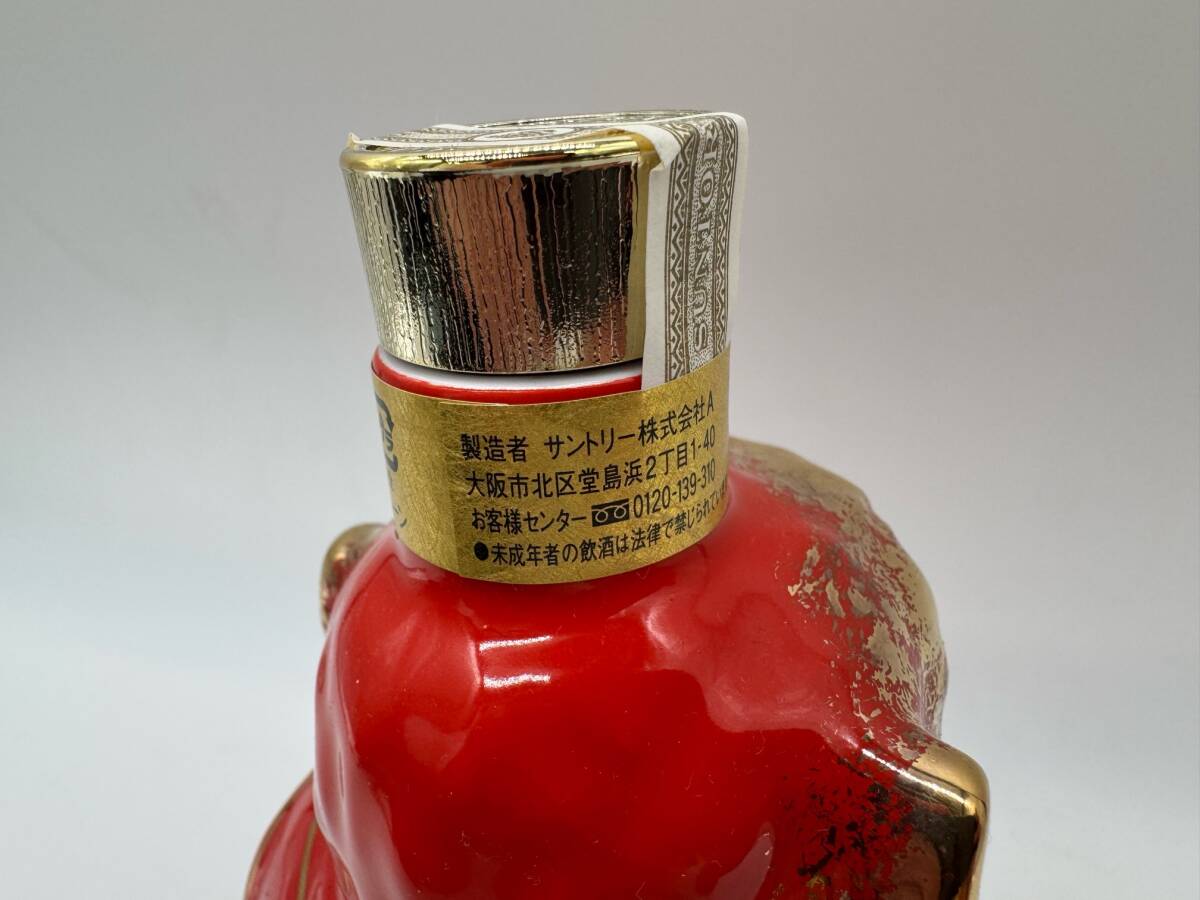 SUNTORY
製造者 サントリー株式会社A
大阪市北区堂島浜2丁目1-40
お客様センター 0120-139-310
●未成年者の飲酒は法律で禁じられてい